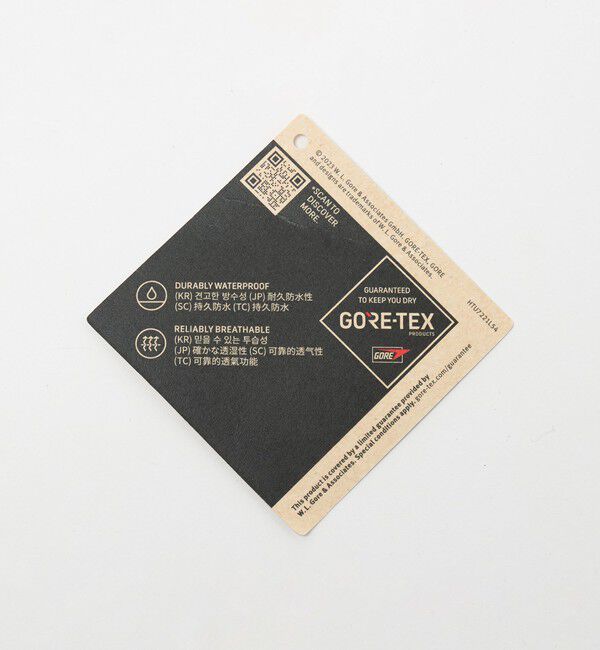 © 2023 W. L. Gore & Associates GmbH. GORE-TEX, GORE
and designs are trademarks of W. L. Gore & Associates.
*SCAN TO
DISCOVER
MORE.
HTU7221L54
DURABLY WATERPROOF
(KR) 견고한 방수성 (JP) 耐久防水性
(SC) 持久防水 (TC) 持久防水
RELIABLY BREATHABLE
(KR) 믿을 수 있는 투습성
(JP) 確かな透湿性 (SC) 可靠的透气性
(TC) 可靠的透氣功能
GUARANTEED
TO KEEP YOU DRY
GORE-TEX
PRODUCTS
GORE
This product is covered by a limited guarantee provided by
W. L. Gore & Associates. Special conditions apply. gore-tex.com/guarantee